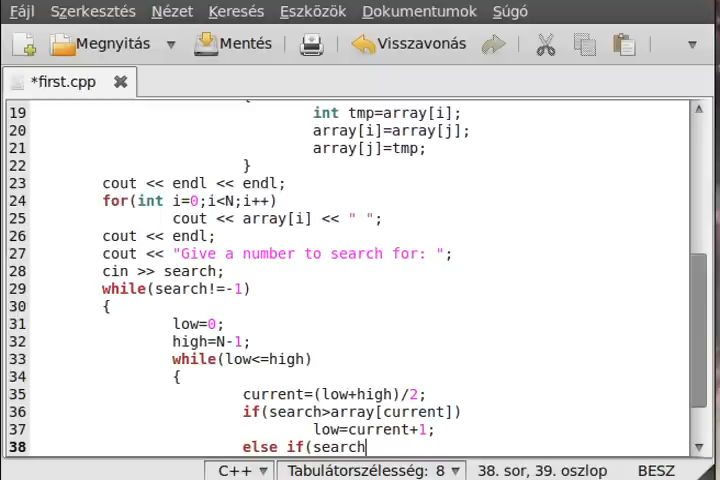 Fájl Szerkesztés Nézet Keresés Eszközök Dokumentumok Súgó
Megnyitás Mentés Visszavonás
*first.cpp
19 int tmp=array[i];
20 array[i]=array[j];
21 array[j]=tmp;
22 }
23 cout << endl << endl;
24 for(int i=0;i<N;i++)
25 cout << array[i] << " ";
26 cout << endl;
27 cout << "Give a number to search for: ";
28 cin >> search;
29 while(search!=-1)
30 {
31 low=0;
32 high=N-1;
33 while(low<=high)
34 {
35 current=(low+high)/2;
36 if(search>array[current])
37 low=current+1;
38 else if(search
C++ Tabulátorszélesség: 8 38. sor, 39. oszlop BESZ